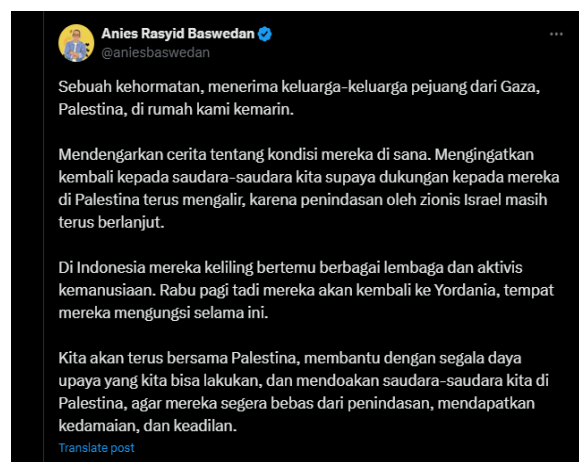 Anies Rasyid Baswedan
@aniesbaswedan
Sebuah kehormatan, menerima keluarga-keluarga pejuang dari Gaza,
Palestina, di rumah kami kemarin.
Mendengarkan cerita tentang kondisi mereka di sana. Mengingatkan
kembali kepada saudara-saudara kita supaya dukungan kepada mereka
di Palestina terus mengalir, karena penindasan oleh zionis Israel masih
terus berlanjut.
Di Indonesia mereka keliling bertemu berbagai lembaga dan aktivis
kemanusiaan. Rabu pagi tadi mereka akan kembali ke Yordania, tempat
mereka mengungsi selama ini.
Kita akan terus bersama Palestina, membantu dengan segala daya
upaya yang kita bisa lakukan, dan mendoakan saudara-saudara kita di
Palestina, agar mereka segera bebas dari penindasan, mendapatkan
kedamaian, dan keadilan.
Translate post